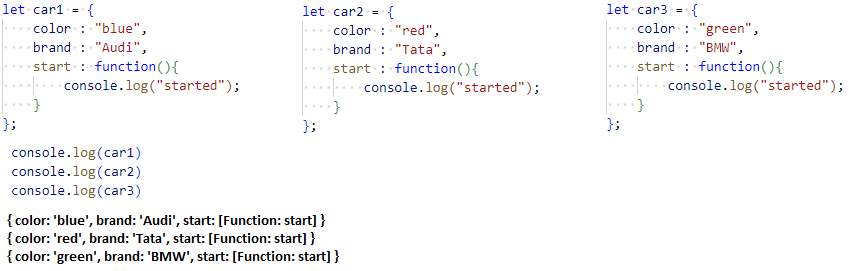 let car1 = {
    color : "blue",
    brand : "Audi",
    start : function(){
        console.log("started");
    }
};
let car2 = {
    color : "red",
    brand : "Tata",
    start : function(){
        console.log("started");
    }
};
let car3 = {
    color : "green",
    brand : "BMW",
    start : function(){
        console.log("started");
    }
};
console.log(car1)
console.log(car2)
console.log(car3)
{ color: 'blue', brand: 'Audi', start: [Function: start] }
{ color: 'red', brand: 'Tata', start: [Function: start] }
{ color: 'green', brand: 'BMW', start: [Function: start] }